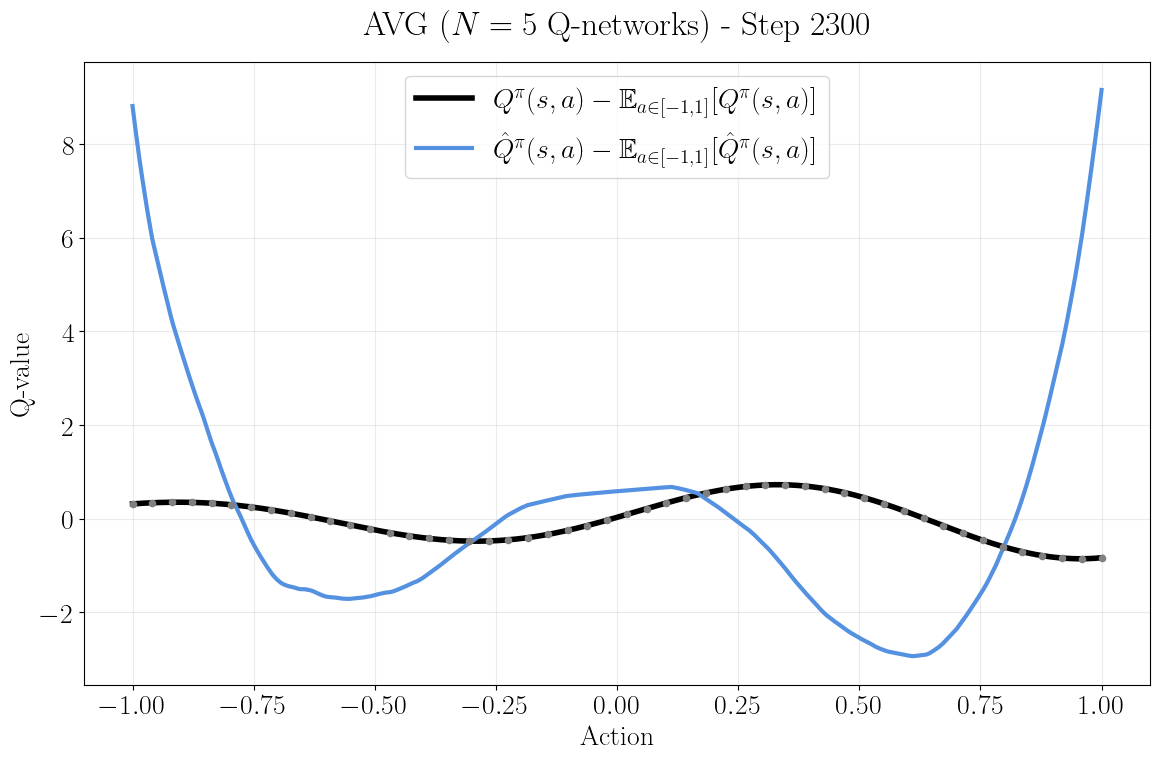 AVG (N = 5 Q-networks) - Step 2300
Q^π(s, a) − 𝔼_{a∈[−1,1]}[Q^π(s, a)]
Q̂^π(s, a) − 𝔼_{a∈[−1,1]}[Q̂^π(s, a)]
Q-value
8
6
4
2
0
−2
−1.00 −0.75 −0.50 −0.25 0.00 0.25 0.50 0.75 1.00
Action